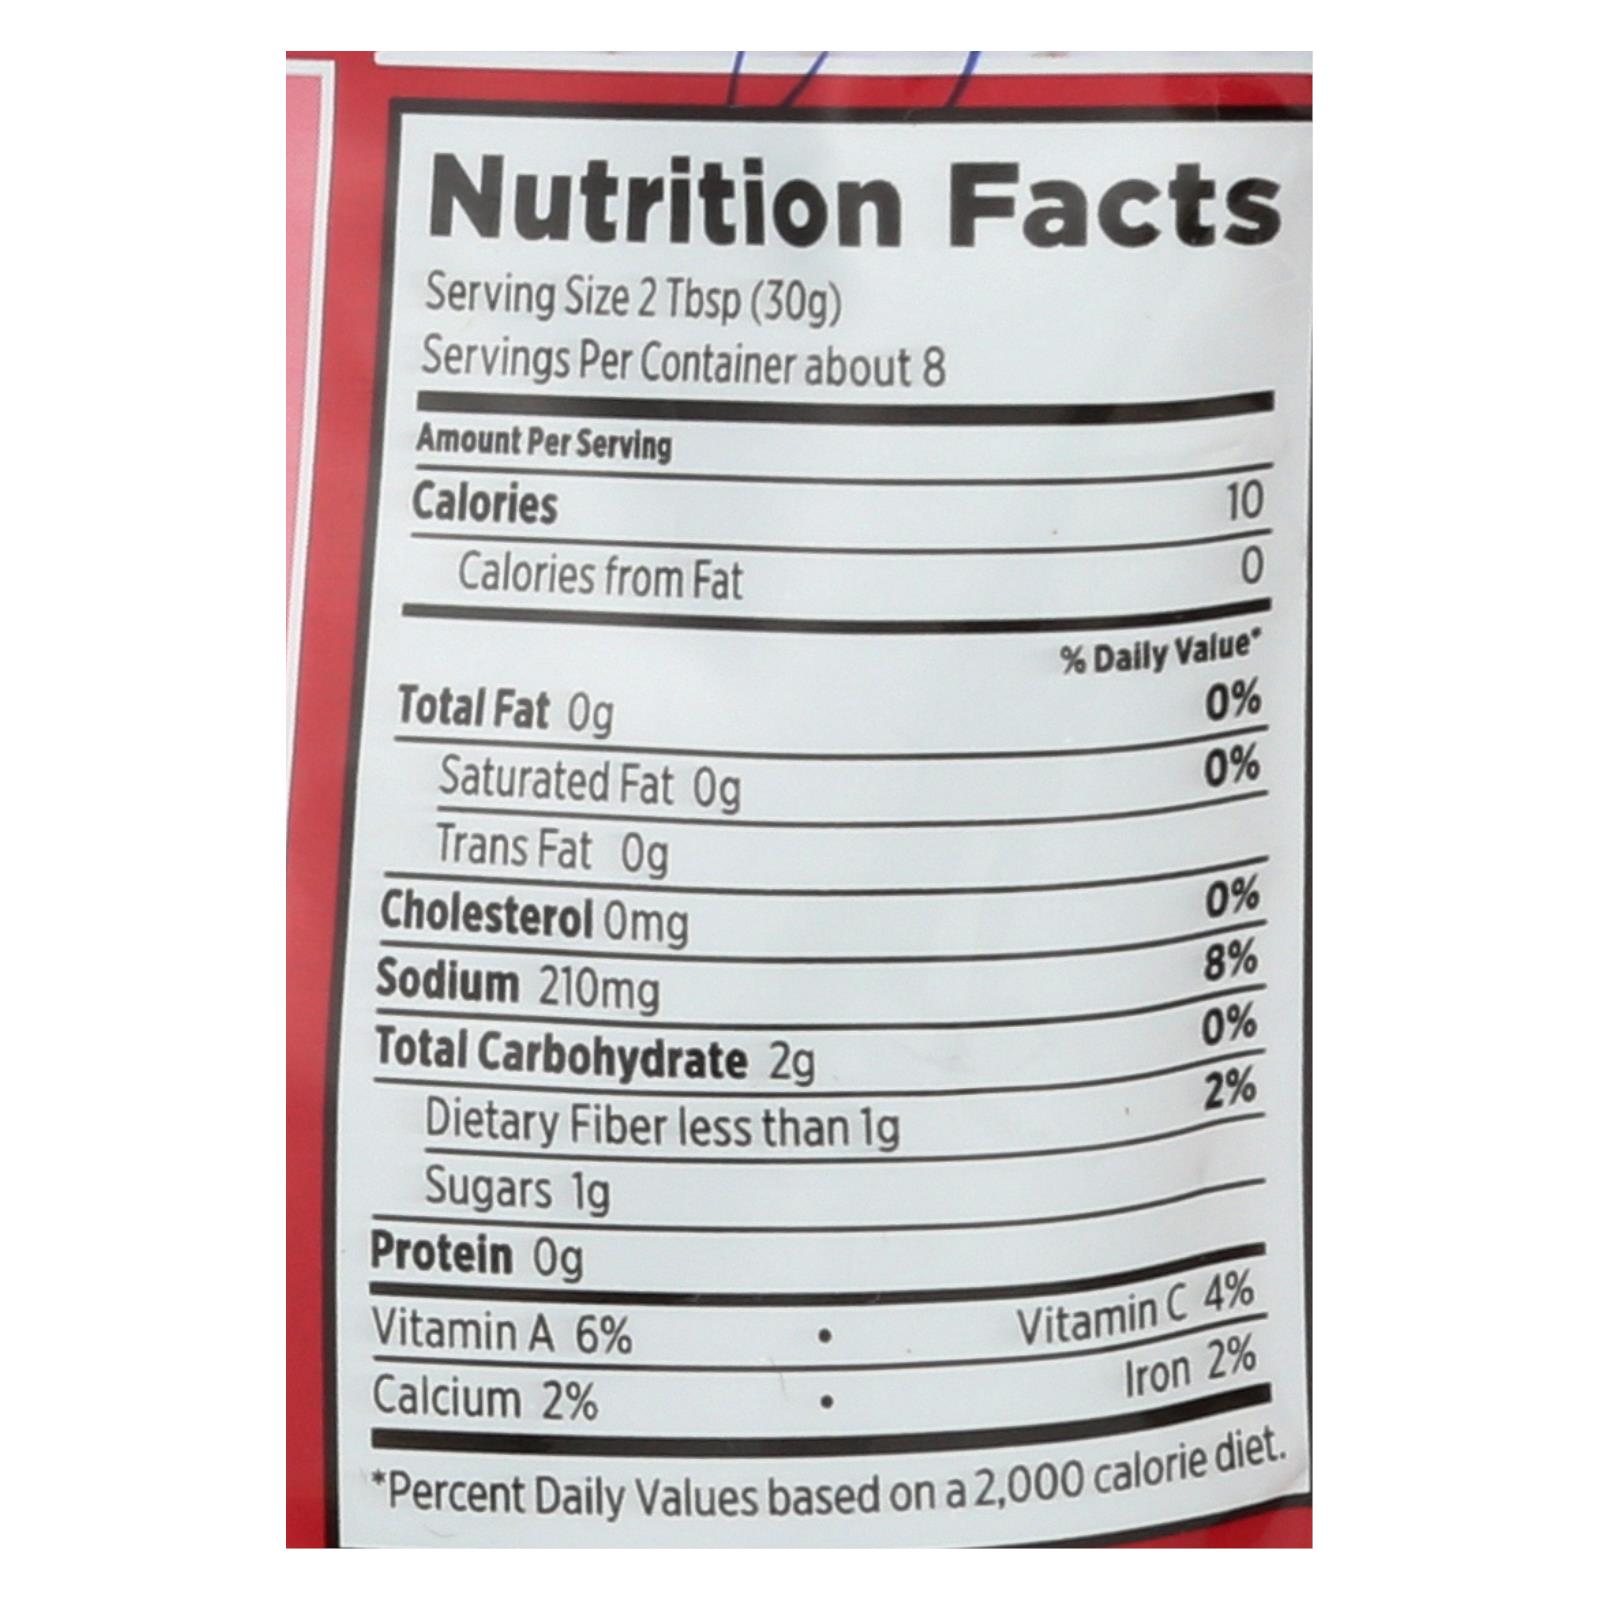 Nutrition Facts
Serving Size 2 Tbsp (30g)
Servings Per Container about 8
Amount Per Serving
Calories 10
Calories from Fat 0
% Daily Value*
Total Fat 0g 0%
Saturated Fat 0g 0%
Trans Fat 0g
Cholesterol 0mg 0%
Sodium 210mg 8%
Total Carbohydrate 2g 0%
Dietary Fiber less than 1g 2%
Sugars 1g
Protein 0g
Vitamin A 6% • Vitamin C 4%
Calcium 2% • Iron 2%
*Percent Daily Values based on a 2,000 calorie diet.